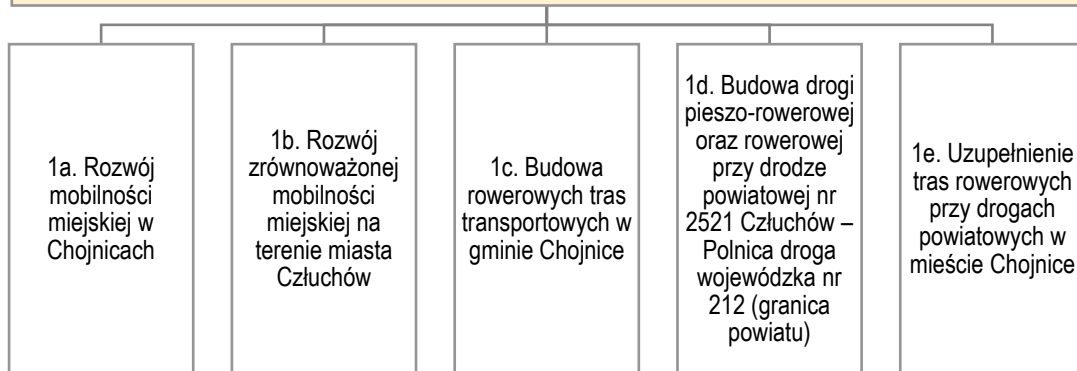 1a. Rozwój
mobilności
miejskiej w
Chojnicach
1b. Rozwój
zrównoważonej
mobilności
miejskiej na
terenie miasta
Człuchów
1c. Budowa
rowerowych tras
transportowych w
gminie Chojnice
1d. Budowa drogi
pieszo-rowerowej
oraz rowerowej
przy drodze
powiatowej nr
2521 Człuchów –
Polnica droga
wojewódzka nr
212 (granica
powiatu)
1e. Uzupełnienie
tras rowerowych
przy drogach
powiatowych w
mieście Chojnice